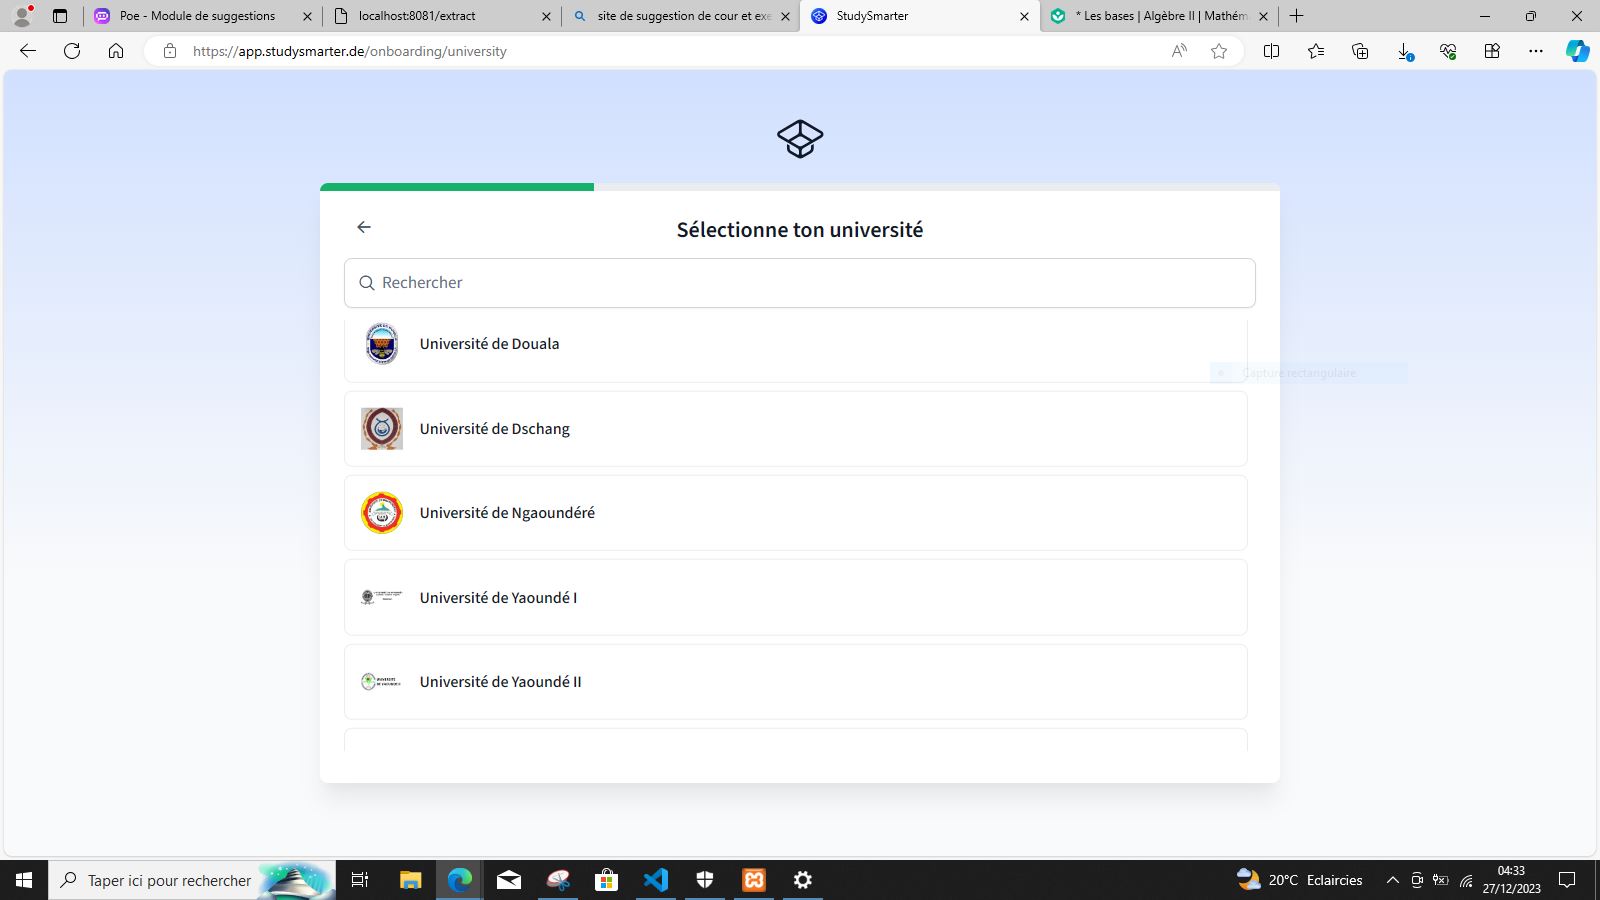 Poe - Module de suggestions
localhost:8081/extract
site de suggestion de cour et exe
StudySmarter
* Les bases | Algèbre II | Mathém
https://app.studysmarter.de/onboarding/university
Sélectionne ton université
Rechercher
Université de Douala
Capture rectangulaire
Université de Dschang
Université de Ngaoundéré
Université de Yaoundé I
Université de Yaoundé II
Taper ici pour rechercher
20°C Eclaircies
04:33
27/12/2023